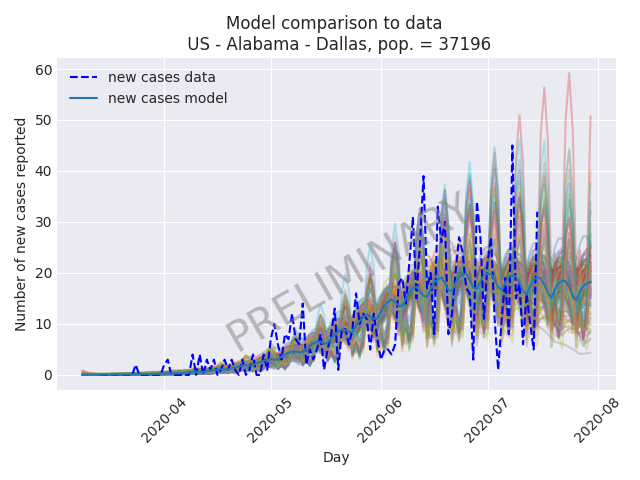 Model comparison to data
US - Alabama - Dallas, pop. = 37196
new cases data
new cases model
Number of new cases reported
60
50
40
30
20
10
0
PRELIMINARY
2020-04
2020-05
2020-06
2020-07
2020-08
Day